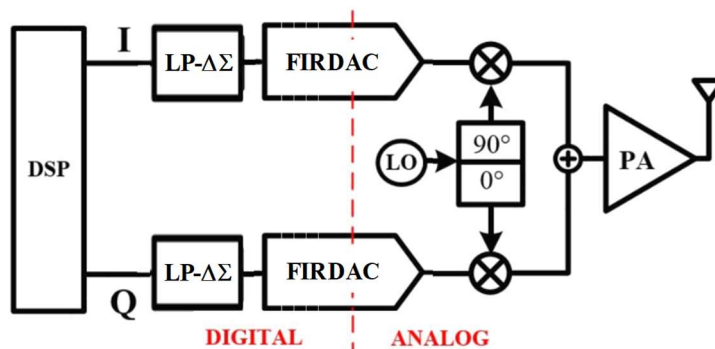 I
LP-ΔΣ
FIRDAC
DSP
LO
90°
0°
PA
LP-ΔΣ
FIRDAC
Q
DIGITAL
ANALOG